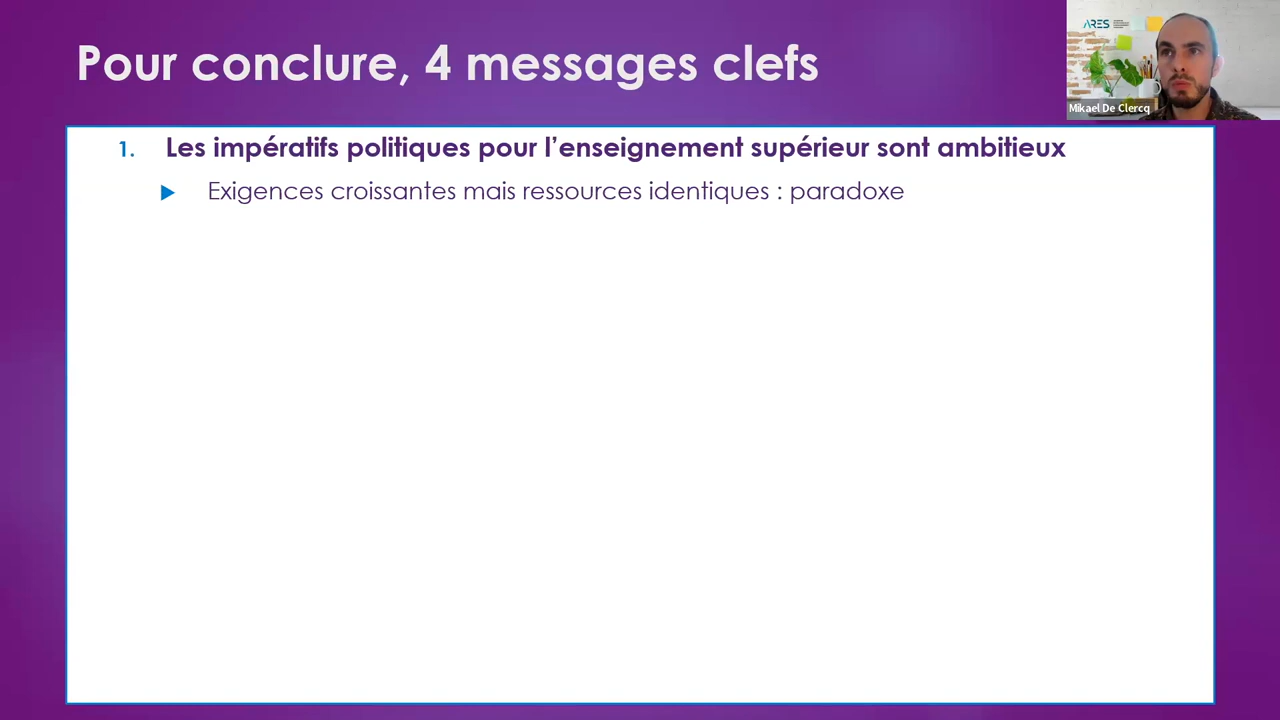 Pour conclure, 4 messages clefs
ARES
Mikael De Clercq
1. Les impératifs politiques pour l’enseignement supérieur sont ambitieux
Exigences croissantes mais ressources identiques : paradoxe